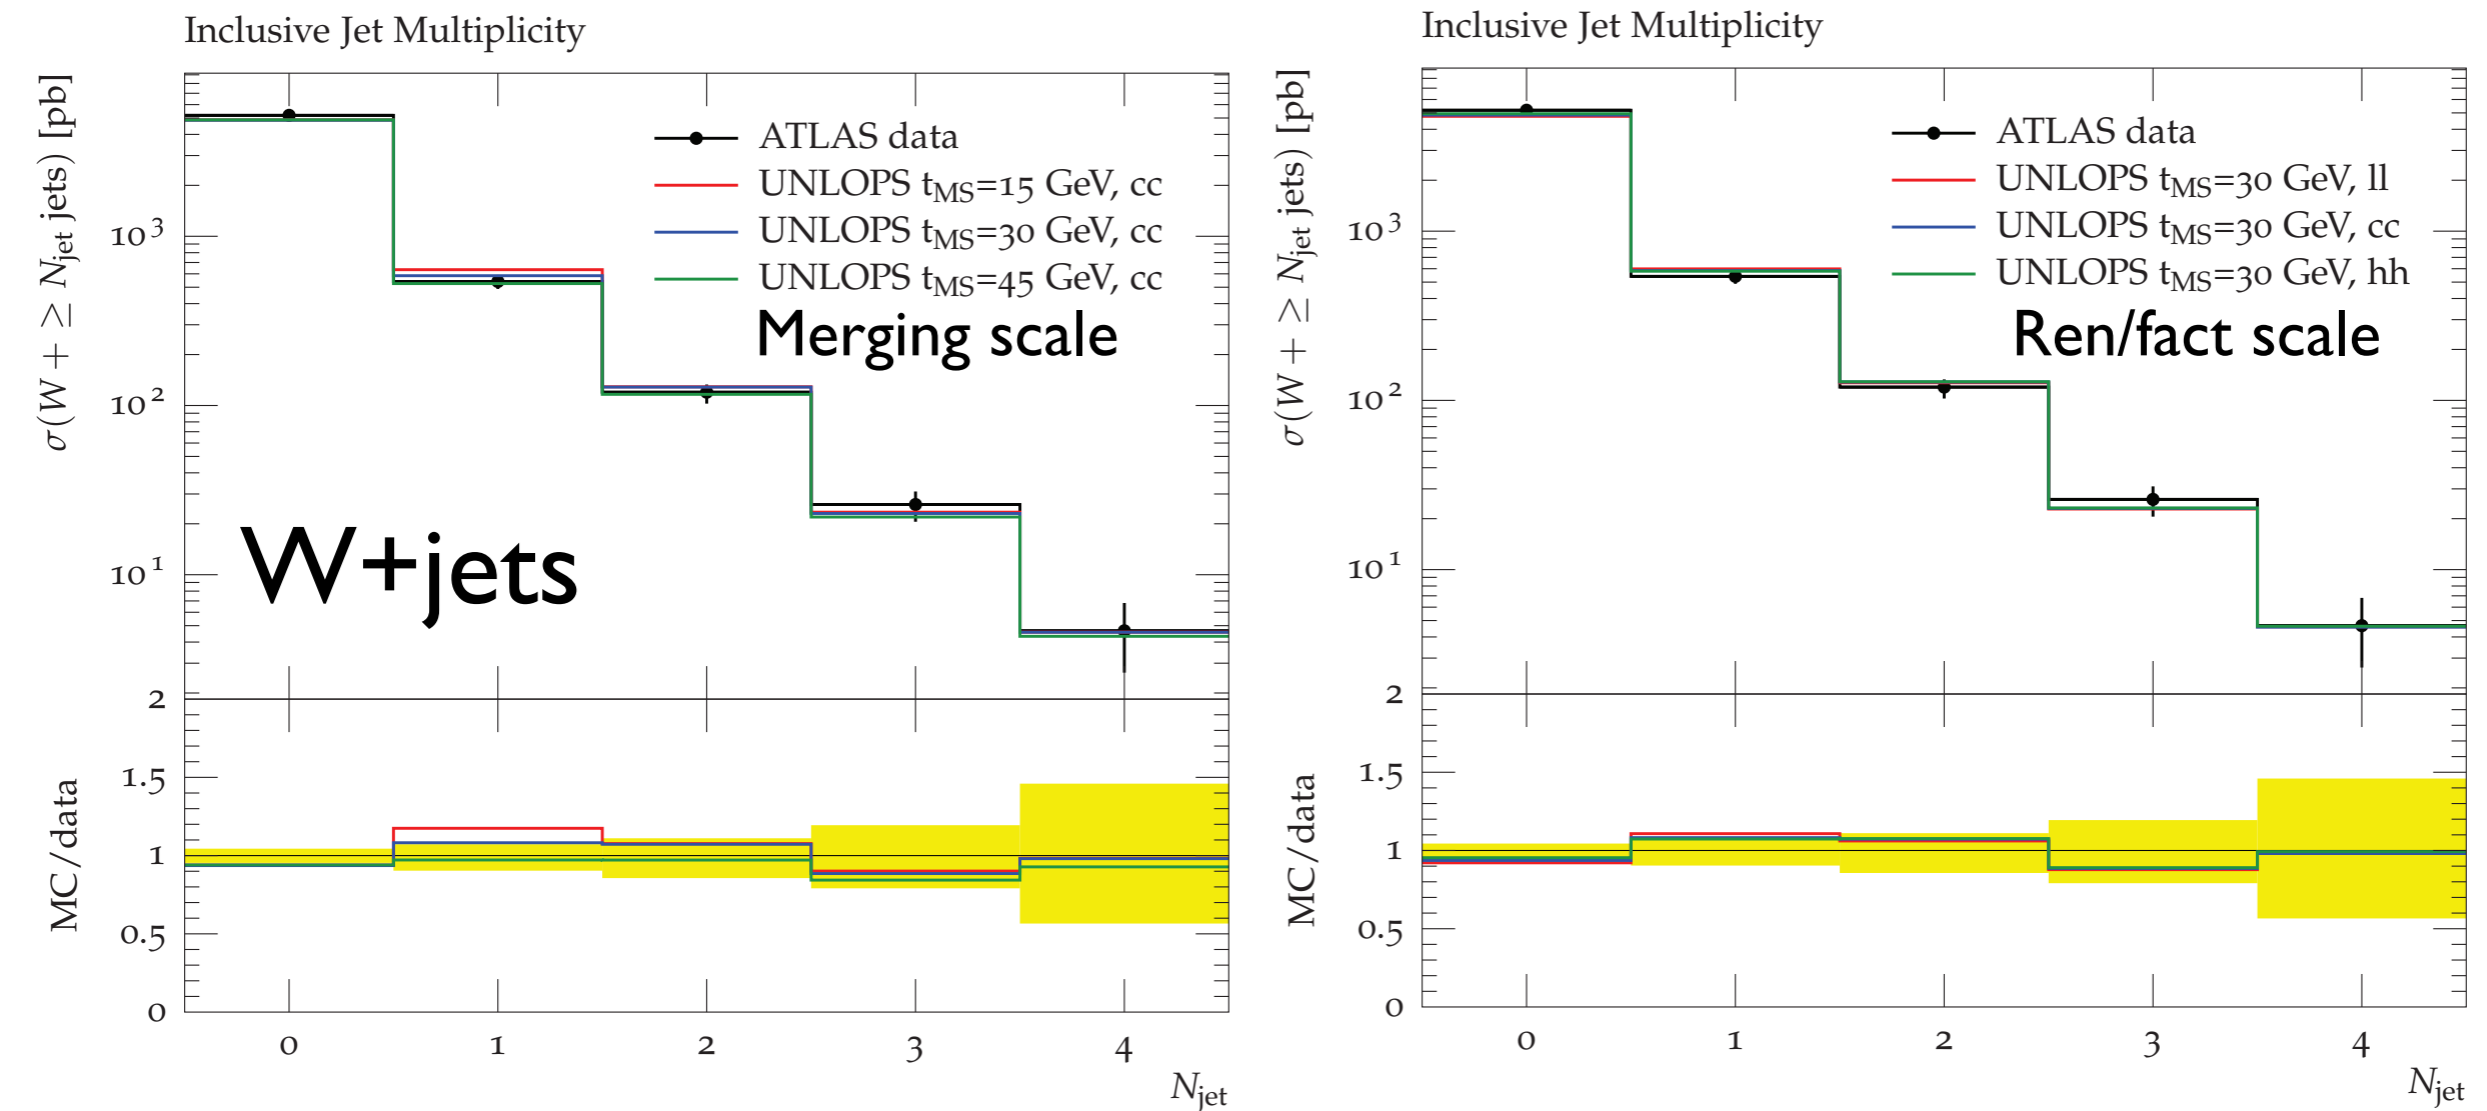 Inclusive Jet Multiplicity
σ(W + ≥ N_jet jets) [pb]
ATLAS data
UNLOPS t_MS=15 GeV, cc
UNLOPS t_MS=30 GeV, cc
UNLOPS t_MS=45 GeV, cc
Merging scale
W+jets
10^3
10^2
10^1
MC/data
2
1.5
1
0.5
0
0 1 2 3 4
N_jet
Inclusive Jet Multiplicity
σ(W + ≥ N_jet jets) [pb]
ATLAS data
UNLOPS t_MS=30 GeV, ll
UNLOPS t_MS=30 GeV, cc
UNLOPS t_MS=30 GeV, hh
Ren/fact scale
10^3
10^2
10^1
MC/data
2
1.5
1
0.5
0
0 1 2 3 4
N_jet